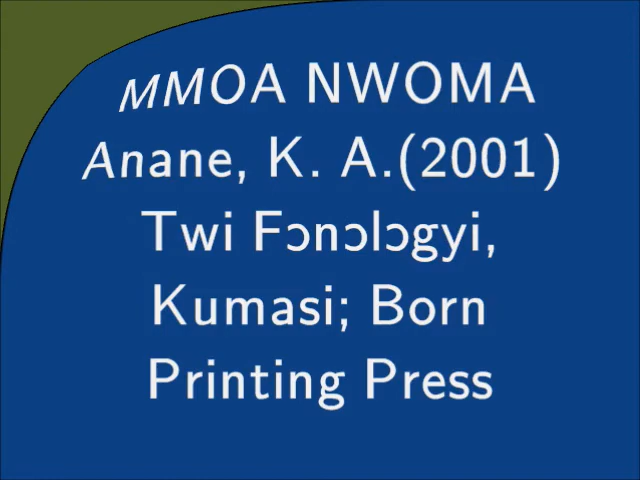 MMOA NWOMA
Anane, K. A.(2001)
Twi Fɔnɔlɔgyi,
Kumasi; Born
Printing Press